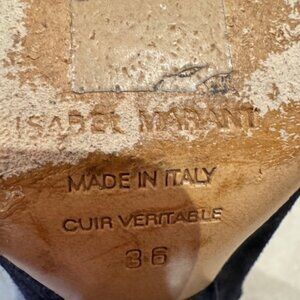 ISABEL MARANT
MADE IN ITALY
CUIR VERITABLE
36